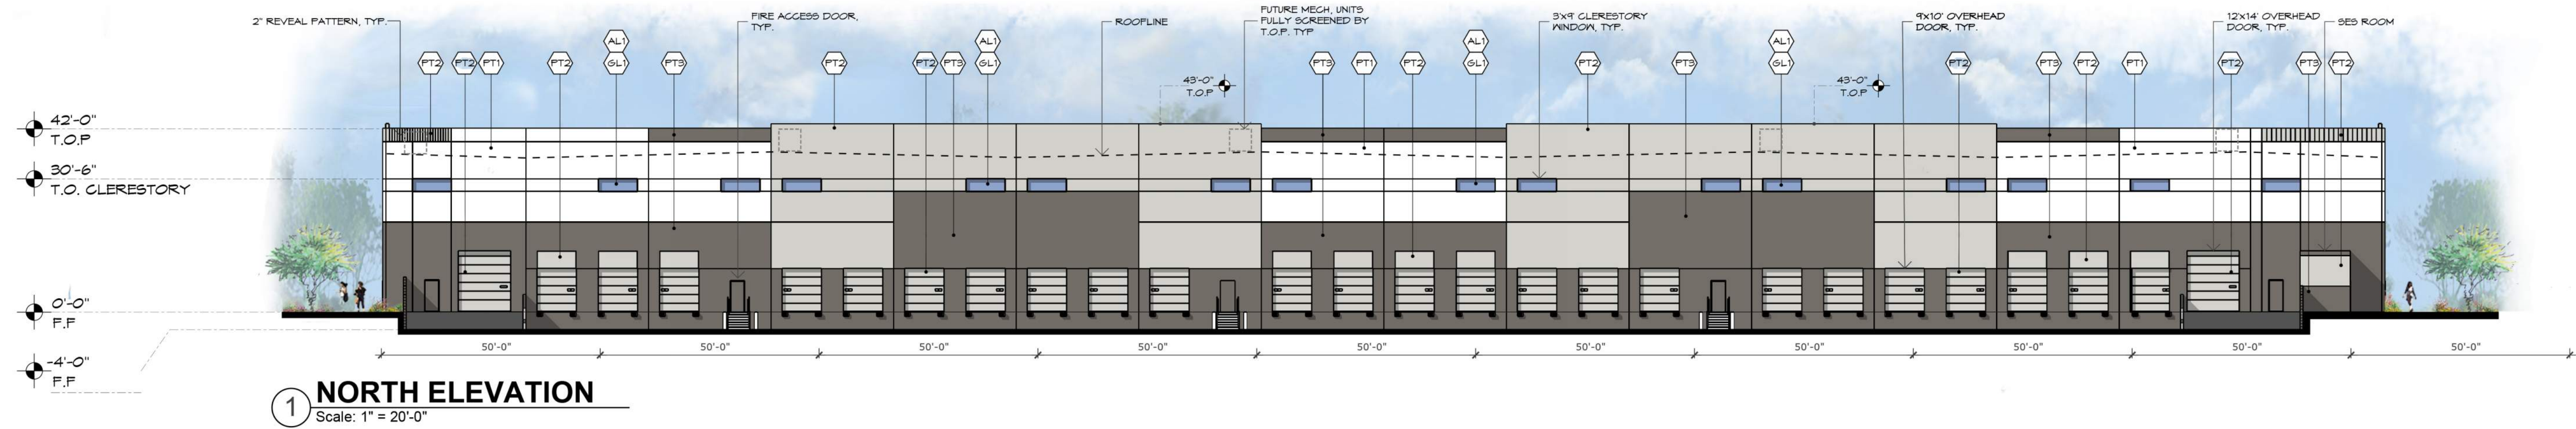 2" REVEAL PATTERN, TYP.
FIRE ACCESS DOOR,
TYP.
ROOFLINE
FUTURE MECH, UNITS
FULLY SCREENED BY
T.O.P. TYP
3'x9' CLERESTORY
WINDOW, TYP.
9'x10' OVERHEAD
DOOR, TYP.
12'x14' OVERHEAD
DOOR, TYP.
SES ROOM
AL1 AL1 AL1 AL1
PT2 PT2 PT1 PT2 GL1 PT3 PT2 PT2 PT3 GL1 PT3 PT1 PT2 GL1 PT2 PT3 GL1 PT2 PT3 PT2 PT1 PT2 PT3 PT2
43'-0"
T.O.P
43'-0"
T.O.P
42'-0"
T.O.P
30'-6"
T.O. CLERESTORY
0'-0"
F.F
-4'-0"
F.F
50'-0" 50'-0" 50'-0" 50'-0" 50'-0" 50'-0" 50'-0" 50'-0" 50'-0" 50'-0"
1 NORTH ELEVATION
Scale: 1" = 20'-0"